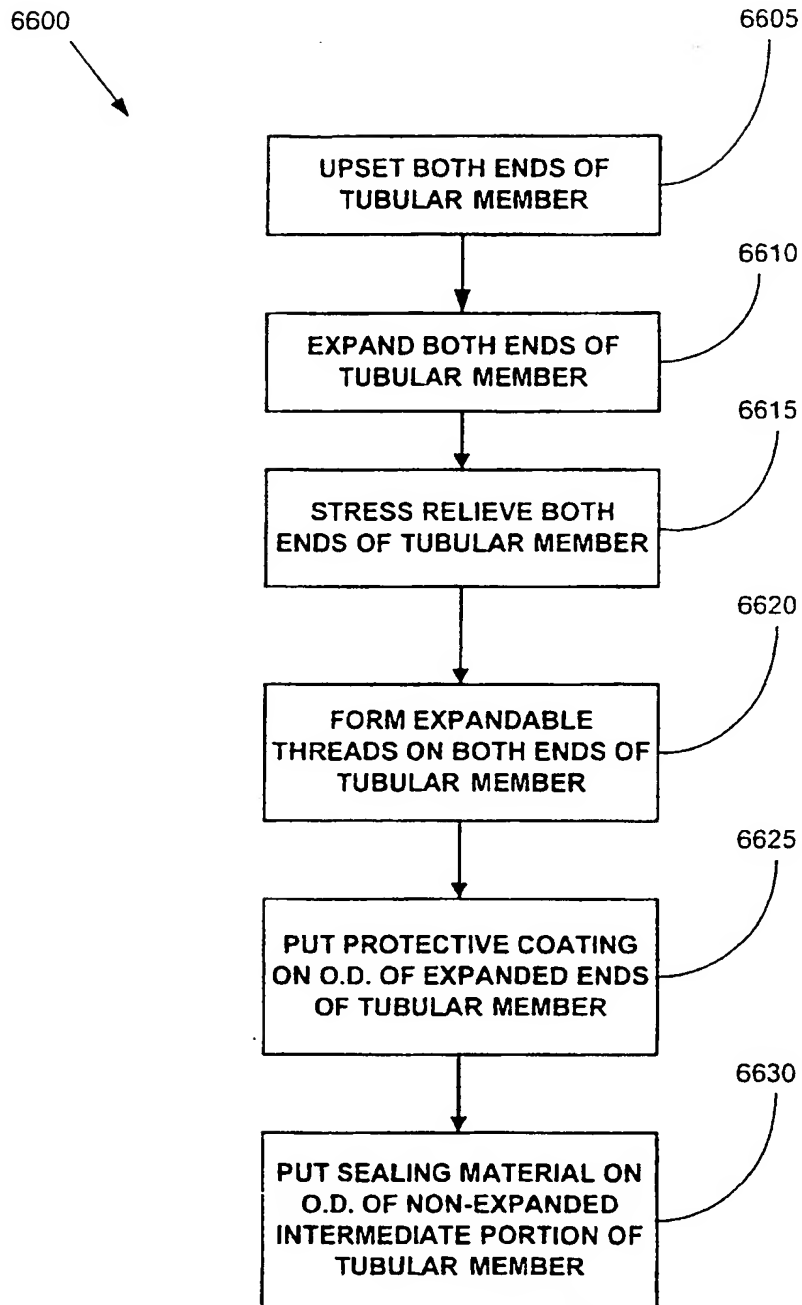 6600
6605
UPSET BOTH ENDS OF
TUBULAR MEMBER
6610
EXPAND BOTH ENDS OF
TUBULAR MEMBER
6615
STRESS RELIEVE BOTH
ENDS OF TUBULAR MEMBER
6620
FORM EXPANDABLE
THREADS ON BOTH ENDS OF
TUBULAR MEMBER
6625
PUT PROTECTIVE COATING
ON O.D. OF EXPANDED ENDS
OF TUBULAR MEMBER
6630
PUT SEALING MATERIAL ON
O.D. OF NON-EXPANDED
INTERMEDIATE PORTION OF
TUBULAR MEMBER